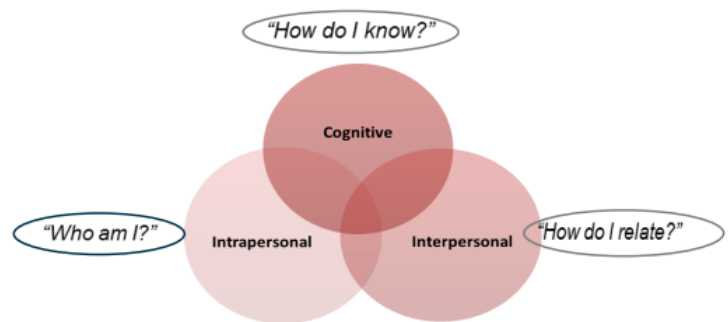 “How do I know?”
Cognitive
“Who am I?”
Intrapersonal
Interpersonal
“How do I relate?”